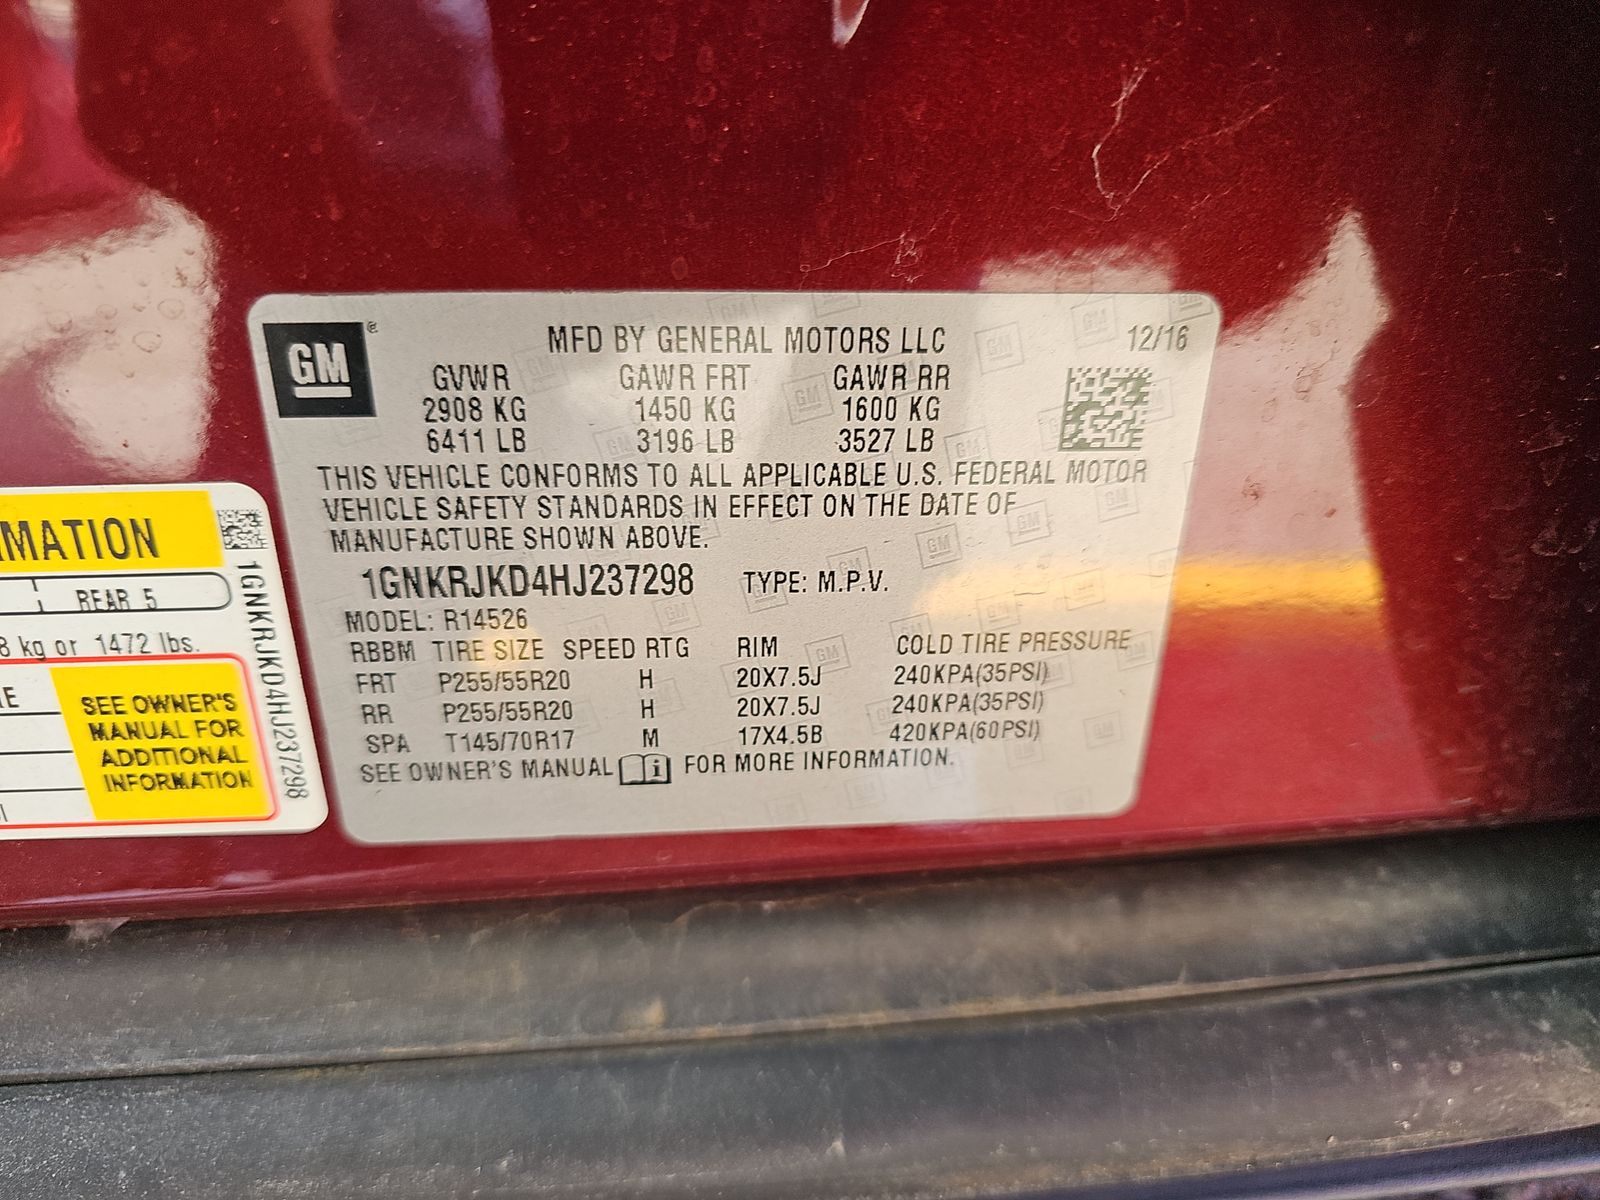 GM ®
MFD BY GENERAL MOTORS LLC 12/16
GVWR GAWR FRT GAWR RR
2908 KG 1450 KG 1600 KG
6411 LB 3196 LB 3527 LB
THIS VEHICLE CONFORMS TO ALL APPLICABLE U.S. FEDERAL MOTOR
VEHICLE SAFETY STANDARDS IN EFFECT ON THE DATE OF
MANUFACTURE SHOWN ABOVE.
1GNKRJKD4HJ237298 TYPE: M.P.V.
MODEL: R14526
RBBM TIRE SIZE SPEED RTG RIM COLD TIRE PRESSURE
FRT P255/55R20 H 20X7.5J 240KPA(35PSI)
RR P255/55R20 H 20X7.5J 240KPA(35PSI)
SPA T145/70R17 M 17X4.5B 420KPA(60PSI)
SEE OWNER'S MANUAL FOR MORE INFORMATION.
MATION
REAR 5
8 kg or 1472 lbs.
SEE OWNER'S
MANUAL FOR
ADDITIONAL
INFORMATION
1GNKRJKD4HJ237298